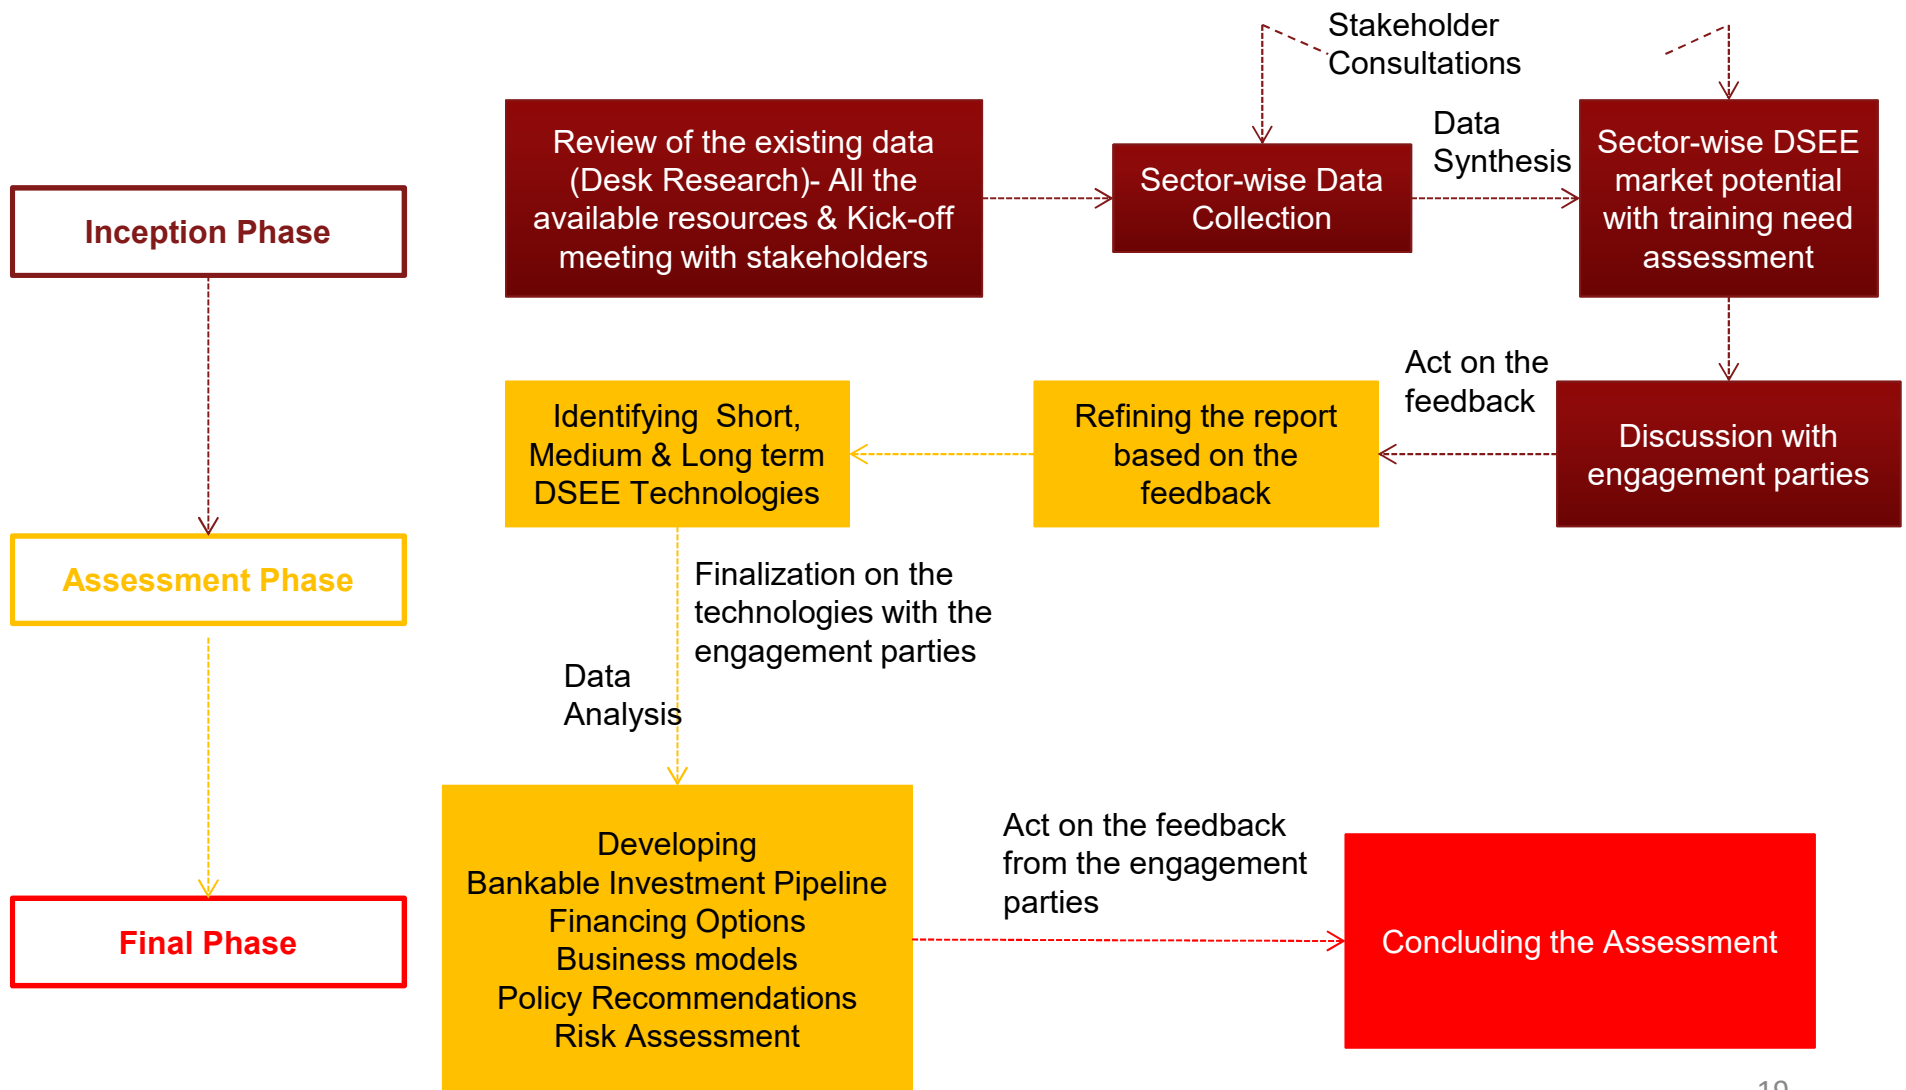 Stakeholder
Consultations
Review of the existing data
(Desk Research)- All the
available resources & Kick-off
meeting with stakeholders
Sector-wise Data
Collection
Data
Synthesis
Sector-wise DSEE
market potential
with training need
assessment
Inception Phase
Identifying Short,
Medium & Long term
DSEE Technologies
Refining the report
based on the
feedback
Act on the
feedback
Discussion with
engagement parties
Assessment Phase
Finalization on the
technologies with the
engagement parties
Data
Analysis
Developing
Bankable Investment Pipeline
Financing Options
Business models
Policy Recommendations
Risk Assessment
Act on the feedback
from the engagement
parties
Concluding the Assessment
Final Phase